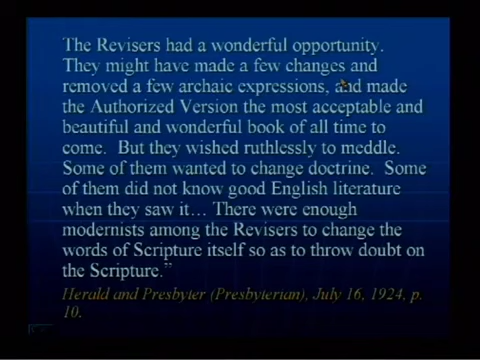 The Revisers had a wonderful opportunity.
They might have made a few changes and
removed a few archaic expressions, and made
the Authorized Version the most acceptable and
beautiful and wonderful book of all time to
come. But they wished ruthlessly to meddle.
Some of them wanted to change doctrine. Some
of them did not know good English literature
when they saw it... There were enough
modernists among the Revisers to change the
words of Scripture itself so as to throw doubt on
the Scripture.”
Herald and Presbyter (Presbyterian), July 16, 1924, p.
10.